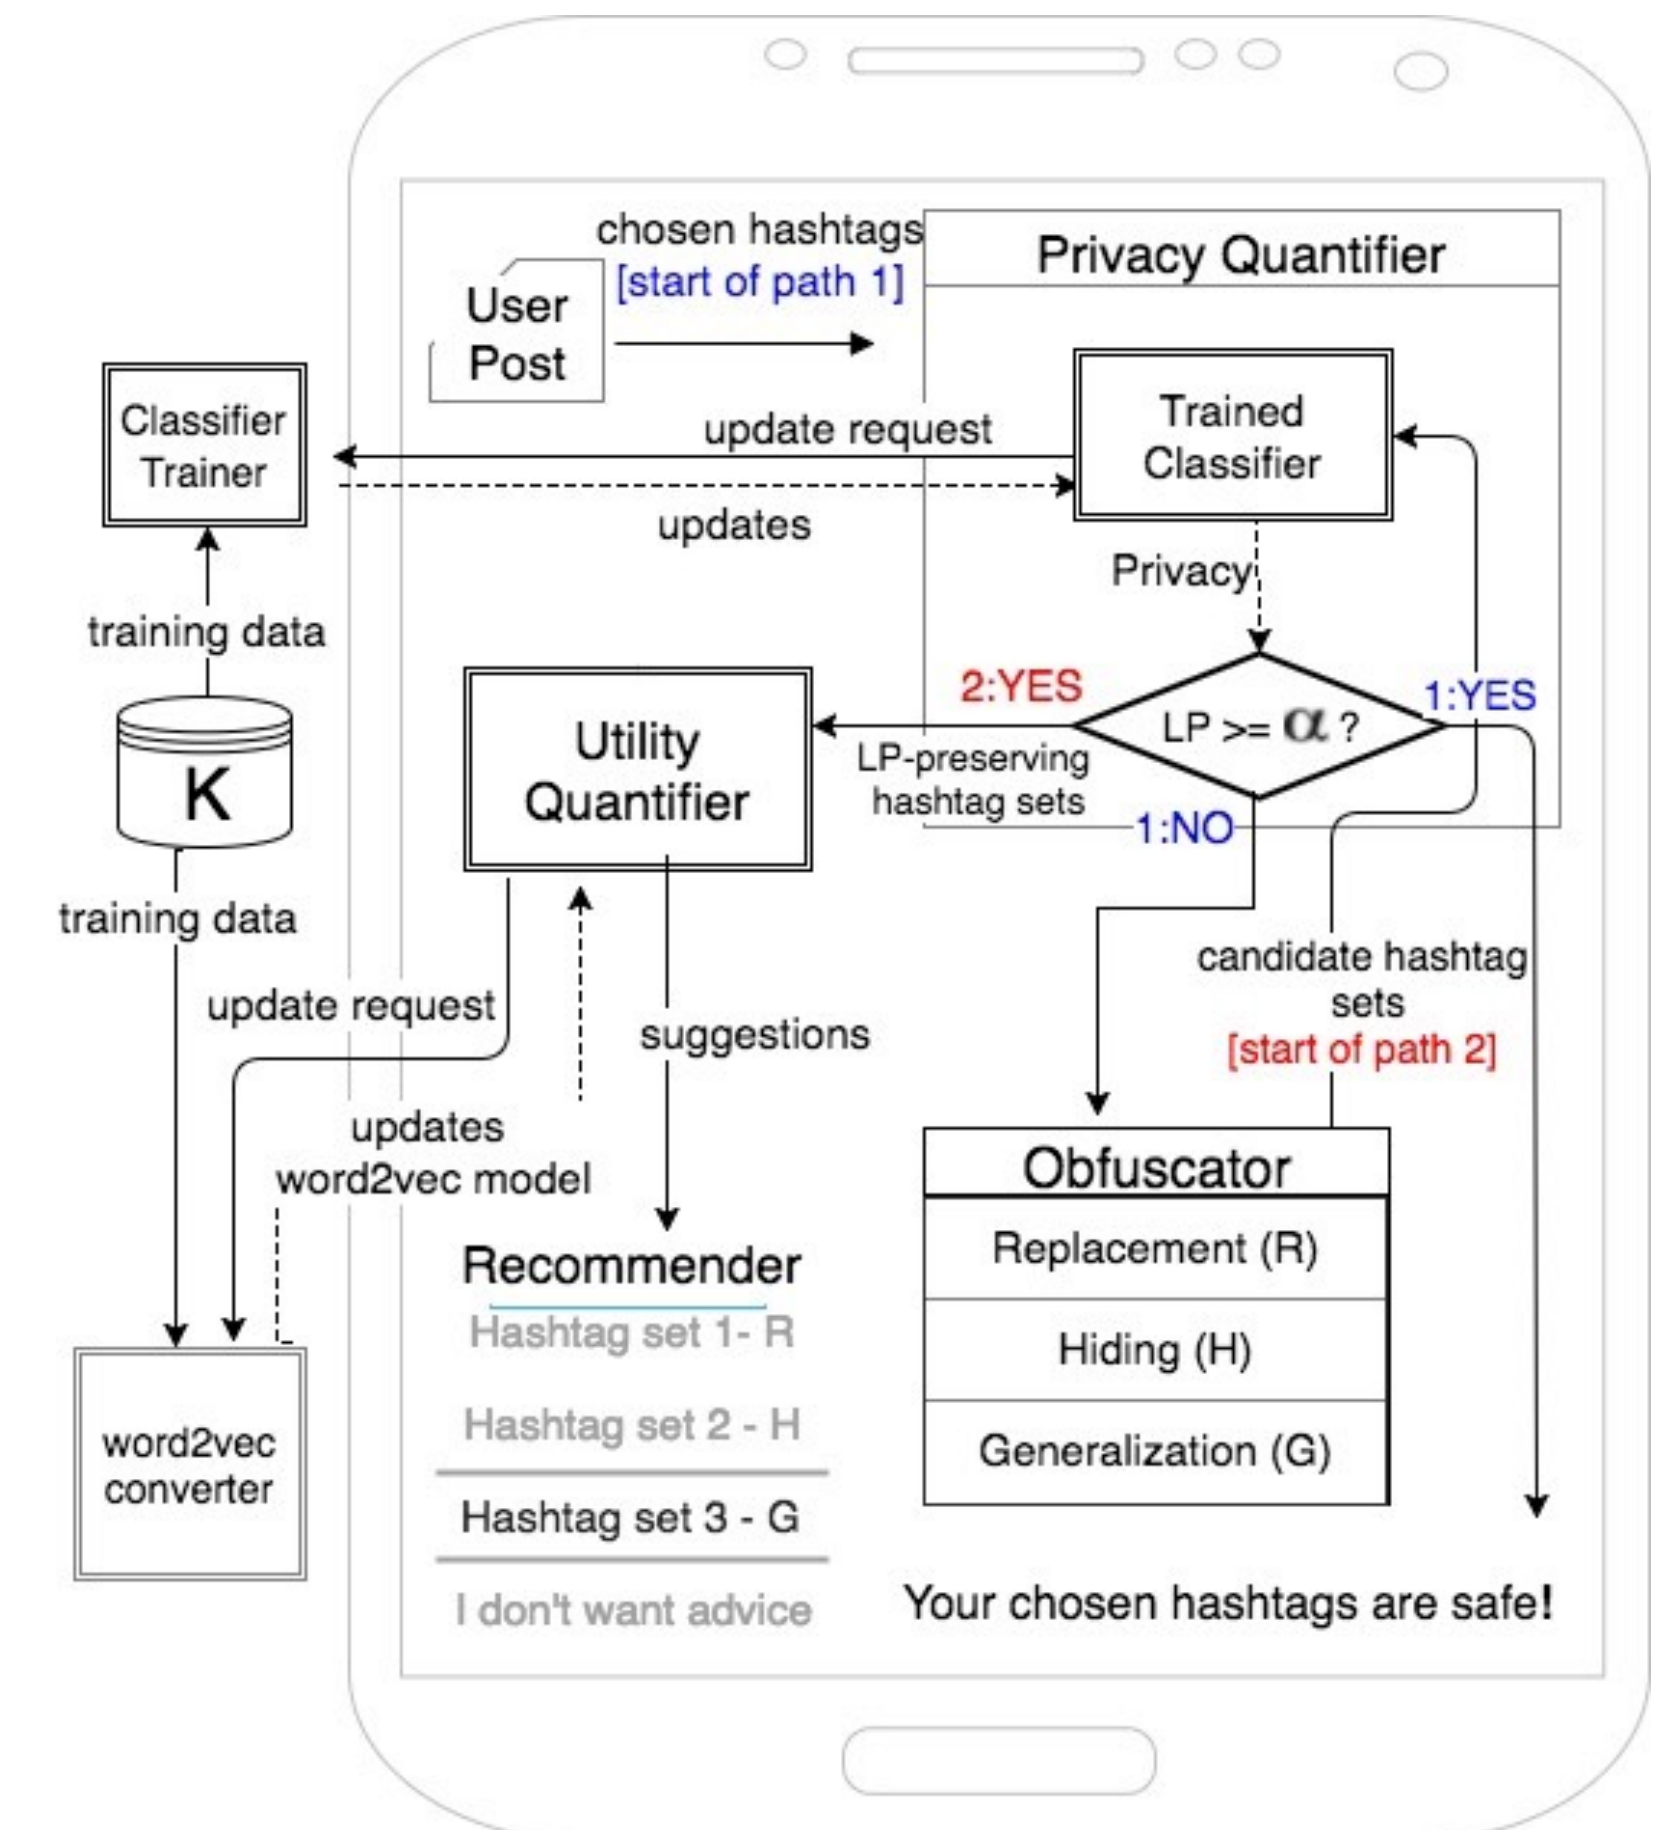 chosen hashtags
[start of path 1]
Privacy Quantifier
User
Post
Classifier
Trainer
update request
Trained
Classifier
updates
Privacy
training data
2:YES
1:YES
LP >= α ?
Utility
Quantifier
LP-preserving
hashtag sets
1:NO
K
training data
update request
suggestions
candidate hashtag
sets
[start of path 2]
updates
word2vec model
Obfuscator
Replacement (R)
Hiding (H)
Generalization (G)
Recommender
Hashtag set 1- R
Hashtag set 2 - H
Hashtag set 3 - G
I don't want advice
word2vec
converter
Your chosen hashtags are safe!